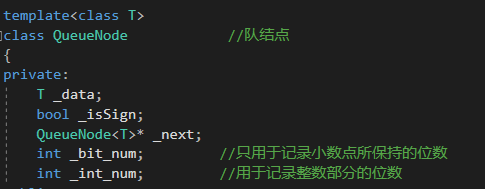 template<class T>
class QueueNode //队结点
{
private:
T _data;
bool _isSign;
QueueNode<T>* _next;
int _bit_num; //只用于记录小数点所保持的位数
int _int_num; //用于记录整数部分的位数